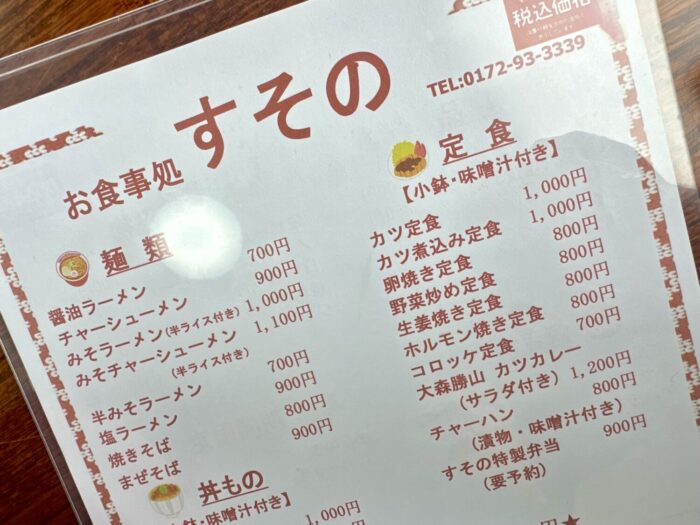 税込価格
TEL:0172-93-3339
お食事処 すその
麺類
醤油ラーメン 700円
チャーシューメン 900円
みそラーメン(半ライス付き) 1,000円
みそチャーシューメン 1,100円
(半ライス付き)
半みそラーメン 700円
塩ラーメン 900円
焼きそば 800円
まぜそば 900円
丼もの
鉢・味噌汁付き】
1,000円
定食
【小鉢・味噌汁付き】
カツ定食 1,000円
カツ煮込み定食 1,000円
卵焼き定食 800円
野菜炒め定食 800円
生姜焼き定食 800円
ホルモン焼き定食 800円
コロッケ定食 700円
大森勝山 カツカレー
(サラダ付き) 1,200円
チャーハン 800円
(漬物・味噌汁付き)
すその特製弁当 900円
(要予約)